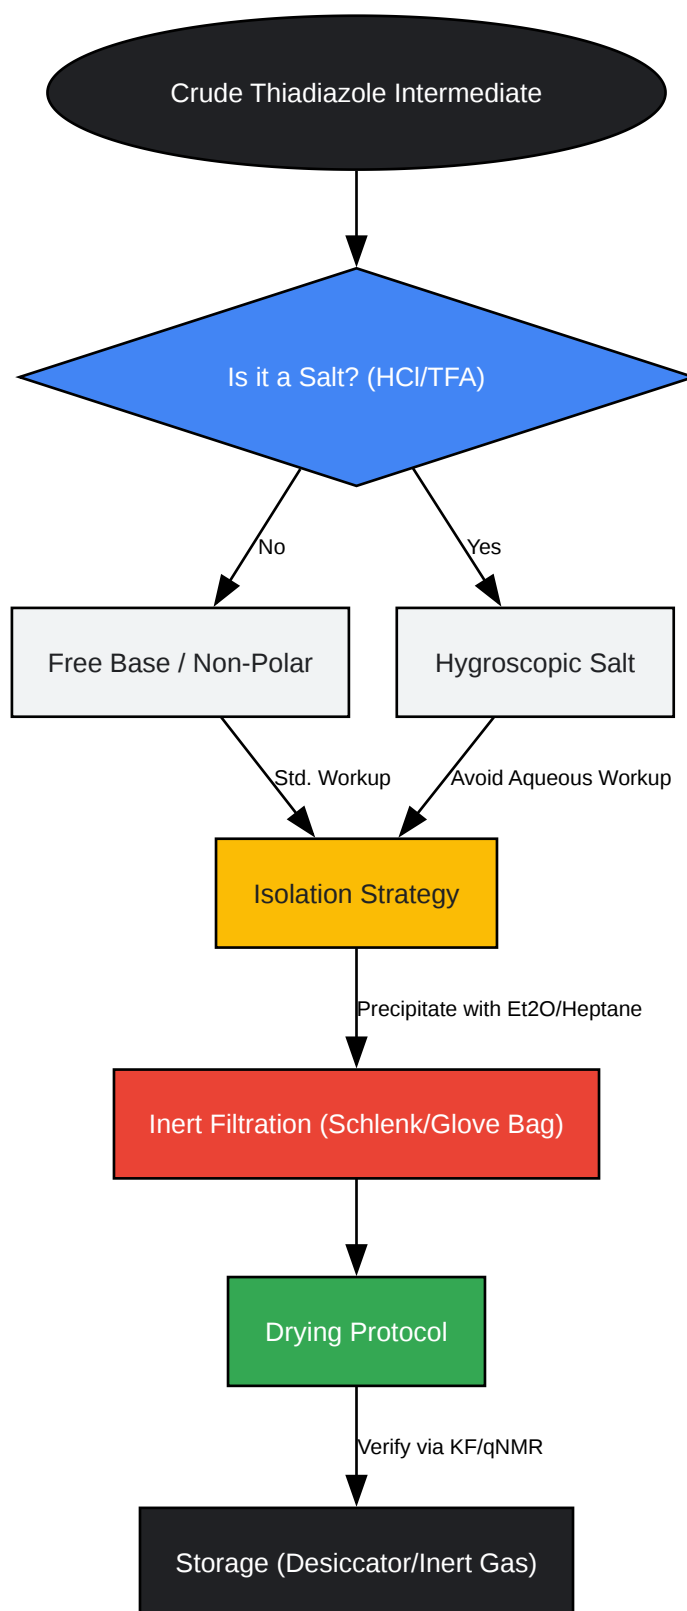 Crude Thiadiazole Intermediate
Is it a Salt? (HCl/TFA)
No
Yes
Free Base / Non-Polar
Hygroscopic Salt
Std. Workup
Avoid Aqueous Workup
Isolation Strategy
Precipitate with Et2O/Heptane
Inert Filtration (Schlenk/Glove Bag)
Drying Protocol
Verify via KF/qNMR
Storage (Desiccator/Inert Gas)